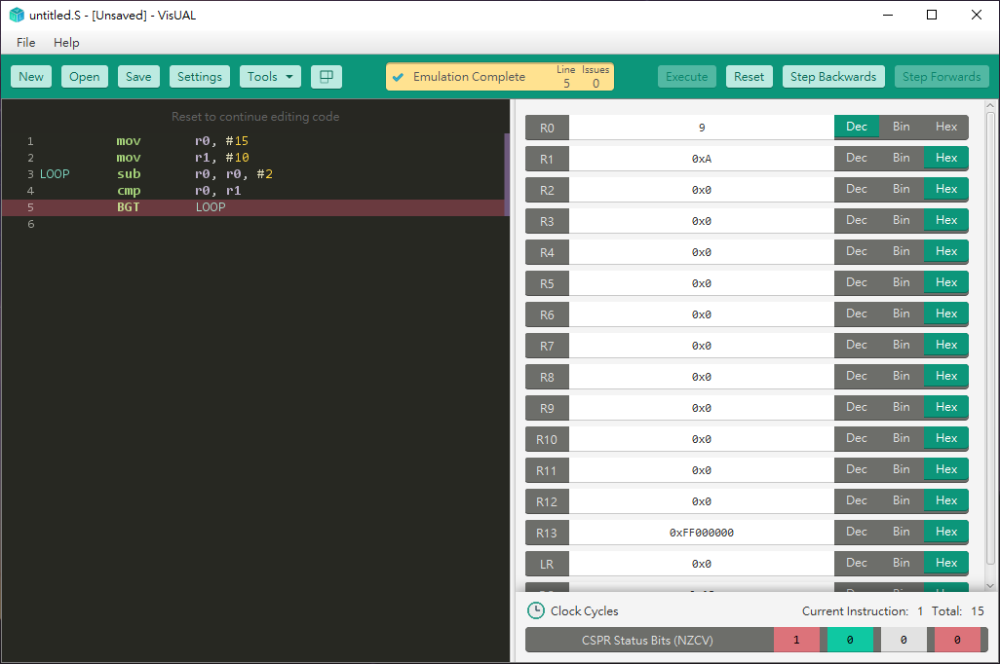 untitled.S - [Unsaved] - VisUAL
File Help
New Open Save Settings Tools Emulation Complete Line 5 Issues 0 Execute Reset Step Backwards Step Forwards
Reset to continue editing code
1 mov r0, #15
2 mov r1, #10
3 LOOP sub r0, r0, #2
4 cmp r0, r1
5 BGT LOOP
6
R0 9 Dec Bin Hex
R1 0xA Dec Bin Hex
R2 0x0 Dec Bin Hex
R3 0x0 Dec Bin Hex
R4 0x0 Dec Bin Hex
R5 0x0 Dec Bin Hex
R6 0x0 Dec Bin Hex
R7 0x0 Dec Bin Hex
R8 0x0 Dec Bin Hex
R9 0x0 Dec Bin Hex
R10 0x0 Dec Bin Hex
R11 0x0 Dec Bin Hex
R12 0x0 Dec Bin Hex
R13 0xFF000000 Dec Bin Hex
LR 0x0 Dec Bin Hex
Clock Cycles Current Instruction: 1 Total: 15
CSPR Status Bits (NZCV) 1 0 0 0